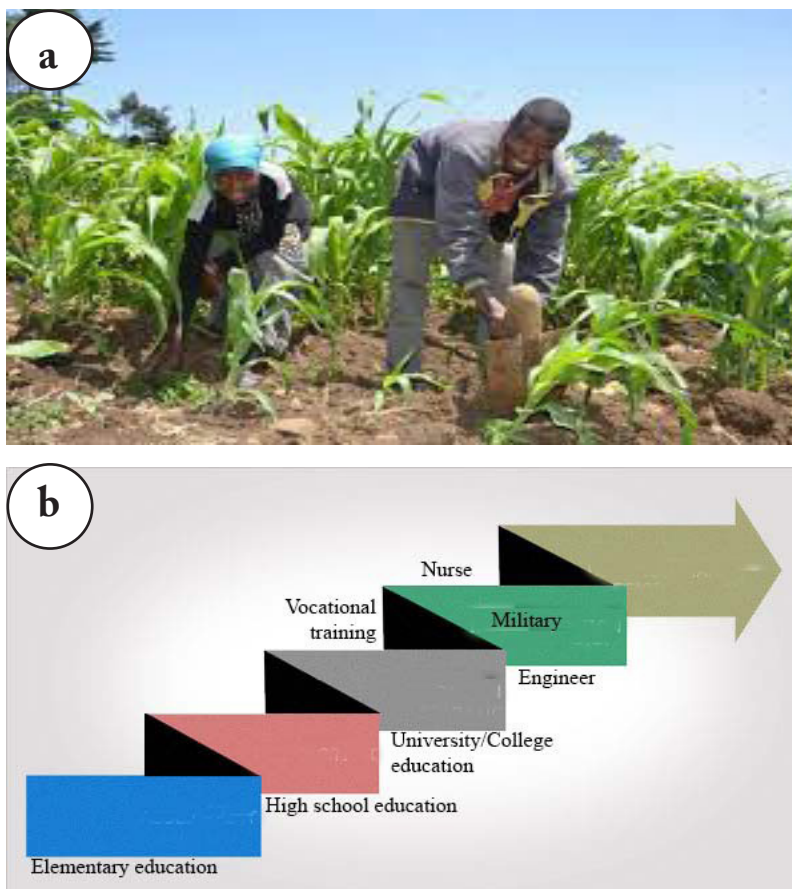 a
b
Nurse
Vocational
training
Military
Engineer
University/College
education
High school education
Elementary education